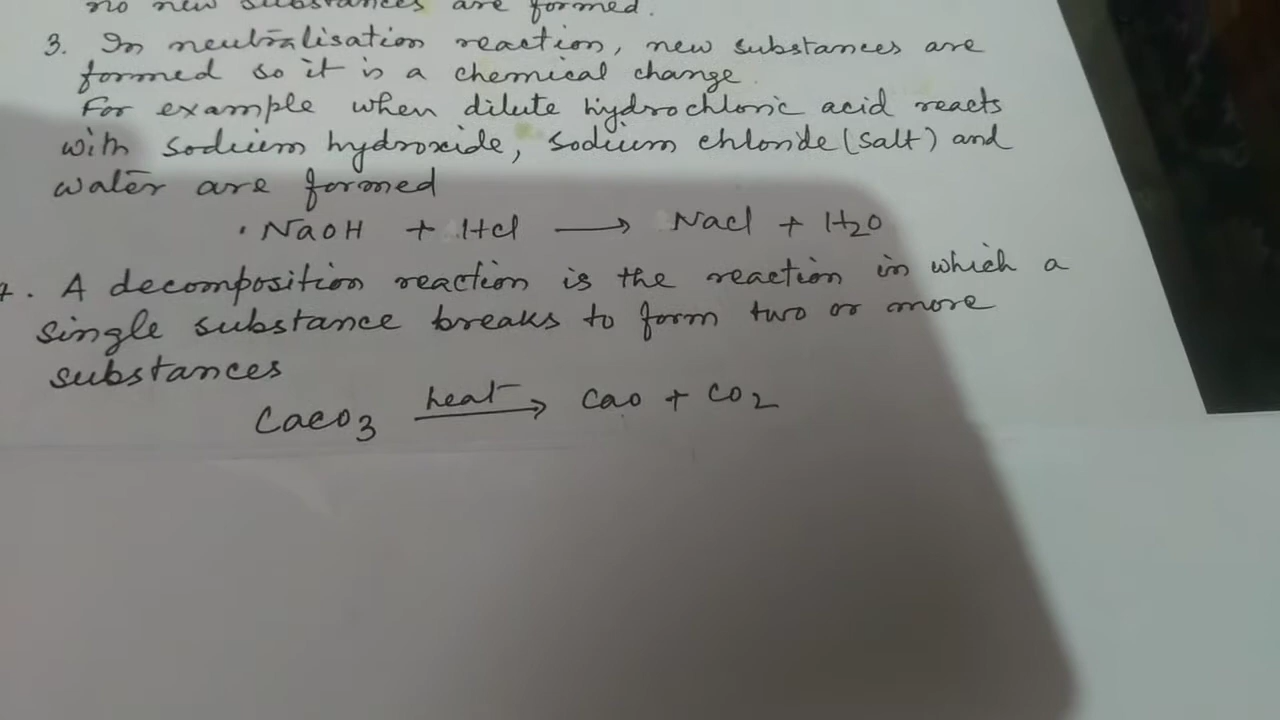 no new substances are formed.
3. In neutralisation reaction, new substances are
formed so it is a chemical change.
For example when dilute hydrochloric acid reacts
with sodium hydroxide, sodium chloride (salt) and
water are formed
NaOH + HCl → NaCl + H2O
. A decomposition reaction is the reaction in which a
single substance breaks to form two or more
substances
CaCO3 heat → CaO + CO2